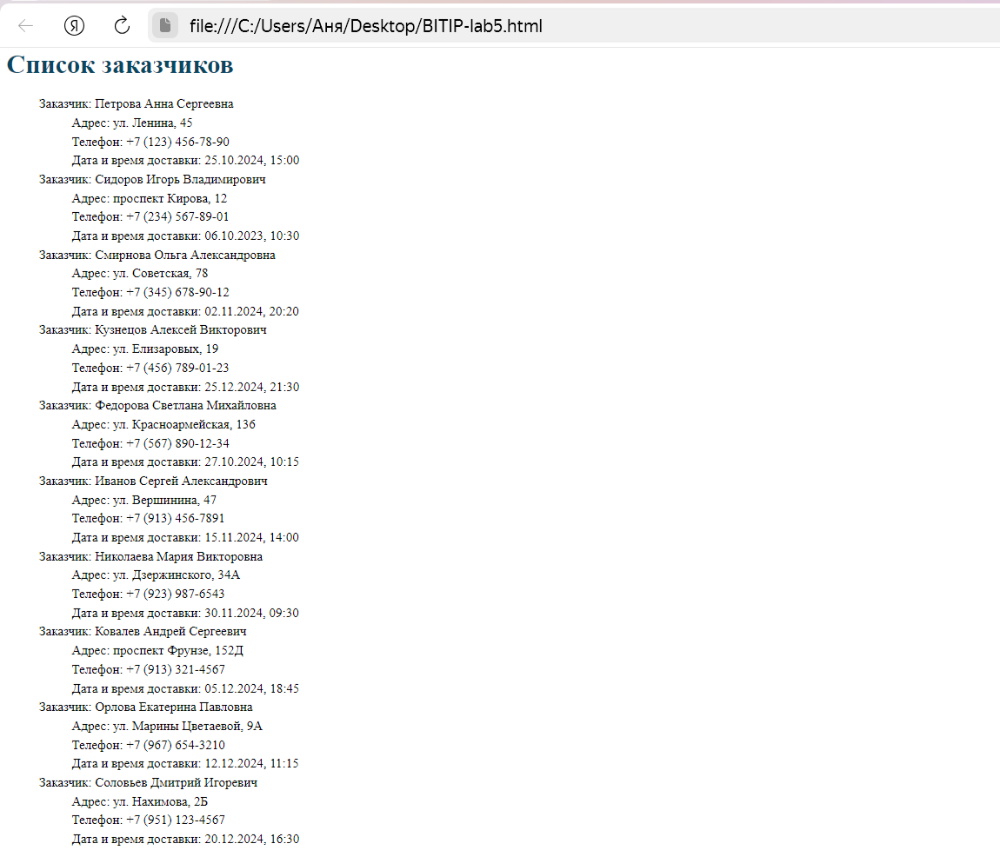 Я
file:///C:/Users/Аня/Desktop/BITIP-lab5.html
Список заказчиков
Заказчик: Петрова Анна Сергеевна
Адрес: ул. Ленина, 45
Телефон: +7 (123) 456-78-90
Дата и время доставки: 25.10.2024, 15:00
Заказчик: Сидоров Игорь Владимирович
Адрес: проспект Кирова, 12
Телефон: +7 (234) 567-89-01
Дата и время доставки: 06.10.2023, 10:30
Заказчик: Смирнова Ольга Александровна
Адрес: ул. Советская, 78
Телефон: +7 (345) 678-90-12
Дата и время доставки: 02.11.2024, 20:20
Заказчик: Кузнецов Алексей Викторович
Адрес: ул. Елизаровых, 19
Телефон: +7 (456) 789-01-23
Дата и время доставки: 25.12.2024, 21:30
Заказчик: Федорова Светлана Михайловна
Адрес: ул. Красноармейская, 136
Телефон: +7 (567) 890-12-34
Дата и время доставки: 27.10.2024, 10:15
Заказчик: Иванов Сергей Александрович
Адрес: ул. Вершинина, 47
Телефон: +7 (913) 456-7891
Дата и время доставки: 15.11.2024, 14:00
Заказчик: Николаева Мария Викторовна
Адрес: ул. Дзержинского, 34А
Телефон: +7 (923) 987-6543
Дата и время доставки: 30.11.2024, 09:30
Заказчик: Ковалев Андрей Сергеевич
Адрес: проспект Фрунзе, 152Д
Телефон: +7 (913) 321-4567
Дата и время доставки: 05.12.2024, 18:45
Заказчик: Орлова Екатерина Павловна
Адрес: ул. Марины Цветаевой, 9А
Телефон: +7 (967) 654-3210
Дата и время доставки: 12.12.2024, 11:15
Заказчик: Соловьев Дмитрий Игоревич
Адрес: ул. Нахимова, 2Б
Телефон: +7 (951) 123-4567
Дата и время доставки: 20.12.2024, 16:30